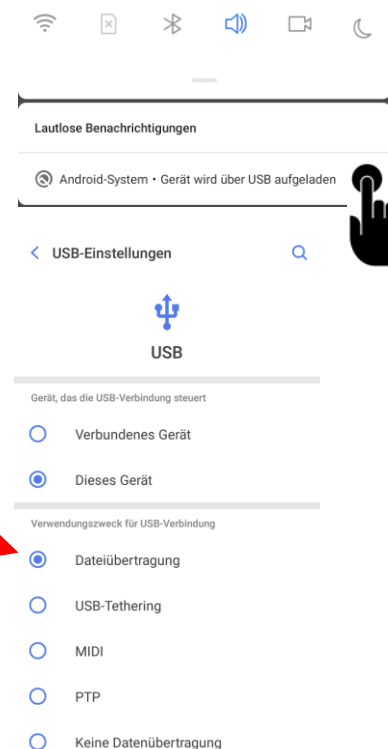 Lautlose Benachrichtigungen
Android-System • Gerät wird über USB aufgeladen
USB-Einstellungen
USB
Gerät, das die USB-Verbindung steuert
Verbundenes Gerät
Dieses Gerät
Verwendungszweck für USB-Verbindung
Dateiübertragung
USB-Tethering
MIDI
PTP
Keine Datenübertragung